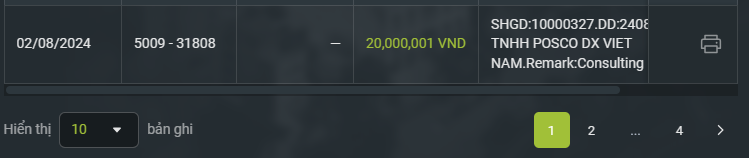 02/08/2024
5009 - 31808
—
20,000,001 VND
SHGD:10000327.DD:2408
TNHH POSCO DX VIET
NAM.Remark:Consulting
Hiển thị 10 bản ghi
1 2 ... 4